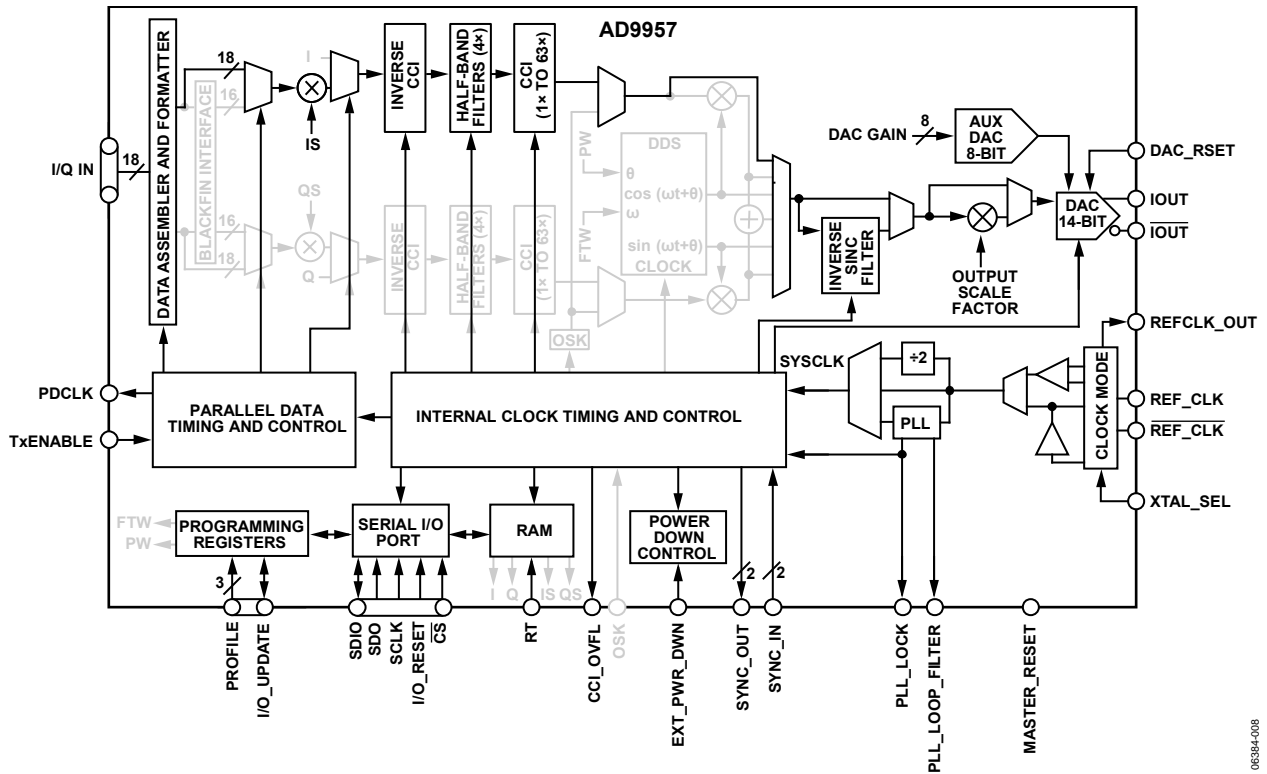 AD9957
I/Q IN
18
DATA ASSEMBLER AND FORMATTER
18
BLACKFIN INTERFACE
16
16
18
I
IS
QS
Q
INVERSE
CCI
HALF-BAND
FILTERS (4×)
CCI
(1× TO 63×)
INVERSE
CCI
HALF-BAND
FILTERS (4×)
CCI
(1× TO 63×)
OSK
PW
FTW
DDS
θ
cos (ωt+θ)
ω
sin (ωt+θ)
CLOCK
INVERSE
SINC
FILTER
OUTPUT
SCALE
FACTOR
DAC GAIN
8
AUX
DAC
8-BIT
DAC
14-BIT
DAC_RSET
IOUT
IOUT
REFCLK_OUT
REF_CLK
REF_CLK
XTAL_SEL
CLOCK MODE
SYSCLK
÷2
PLL
PDCLK
TxENABLE
PARALLEL DATA
TIMING AND CONTROL
INTERNAL CLOCK TIMING AND CONTROL
FTW
PW
PROGRAMMING
REGISTERS
SERIAL I/O
PORT
RAM
I
Q
IS
QS
POWER
DOWN
CONTROL
3
2
2
PROFILE
I/O_UPDATE
SDIO
SDO
SCLK
I/O_RESET
CS
RT
CCI_OVFL
OSK
EXT_PWR_DWN
SYNC_OUT
SYNC_IN
PLL_LOCK
PLL_LOOP_FILTER
MASTER_RESET
06384-008